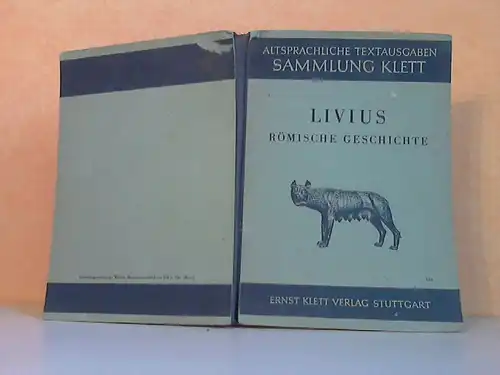 ALTSPRACHLICHE TEXTAUSGABEN
SAMMLUNG KLETT
LIVIUS
RÖMISCHE GESCHICHTE
ERNST KLETT VERLAG STUTTGART